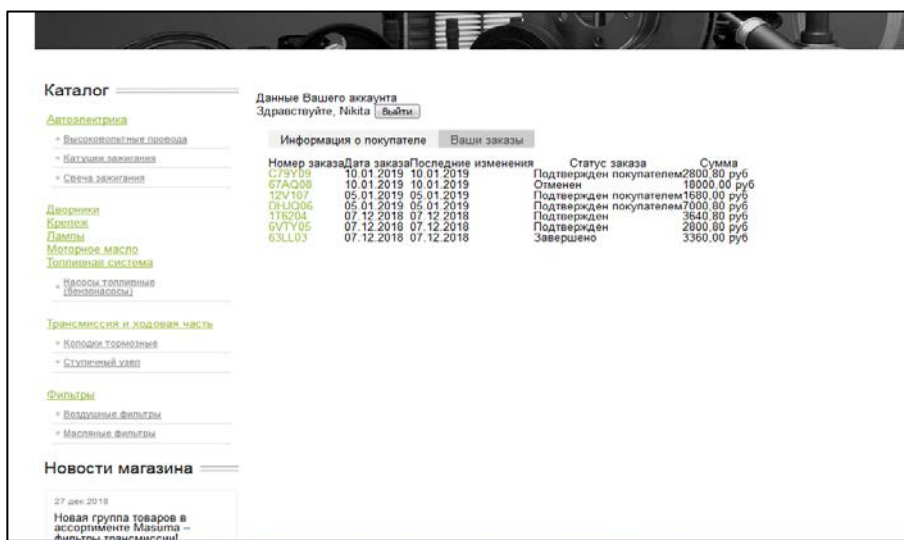 Каталог
Автоэлектрика
Высоковольтные провода
Катушки зажигания
Свеча зажигания
Дворники
Крепеж
Лампы
Моторное масло
Топливная система
Насосы топливные
(бензонасосы)
Трансмиссия и ходовая часть
Колодки тормозные
Ступичный узел
Фильтры
Воздушные фильтры
Масляные фильтры
Новости магазина
27 дек 2018
Новая группа товаров в
ассортименте Masuma –
фильтры трансмиссии!
Данные Вашего аккаунта
Здравствуйте, Nikita Выйти
Информация о покупателе Ваши заказы
Номер заказа Дата заказа Последние изменения Статус заказа Сумма
C79Y09 10.01.2019 10.01.2019 Подтвержден покупателем 2800,80 руб
67AQ08 10.01.2019 10.01.2019 Отменен 18000,00 руб
12V107 05.01.2019 05.01.2019 Подтвержден покупателем 1680,00 руб
DHJQ06 05.01.2019 05.01.2019 Подтвержден покупателем 7000,80 руб
1T6204 07.12.2018 07.12.2018 Подтвержден 3640,80 руб
6VTY05 07.12.2018 07.12.2018 Подтвержден 2800,80 руб
63LL03 07.12.2018 07.12.2018 Завершено 3360,00 руб